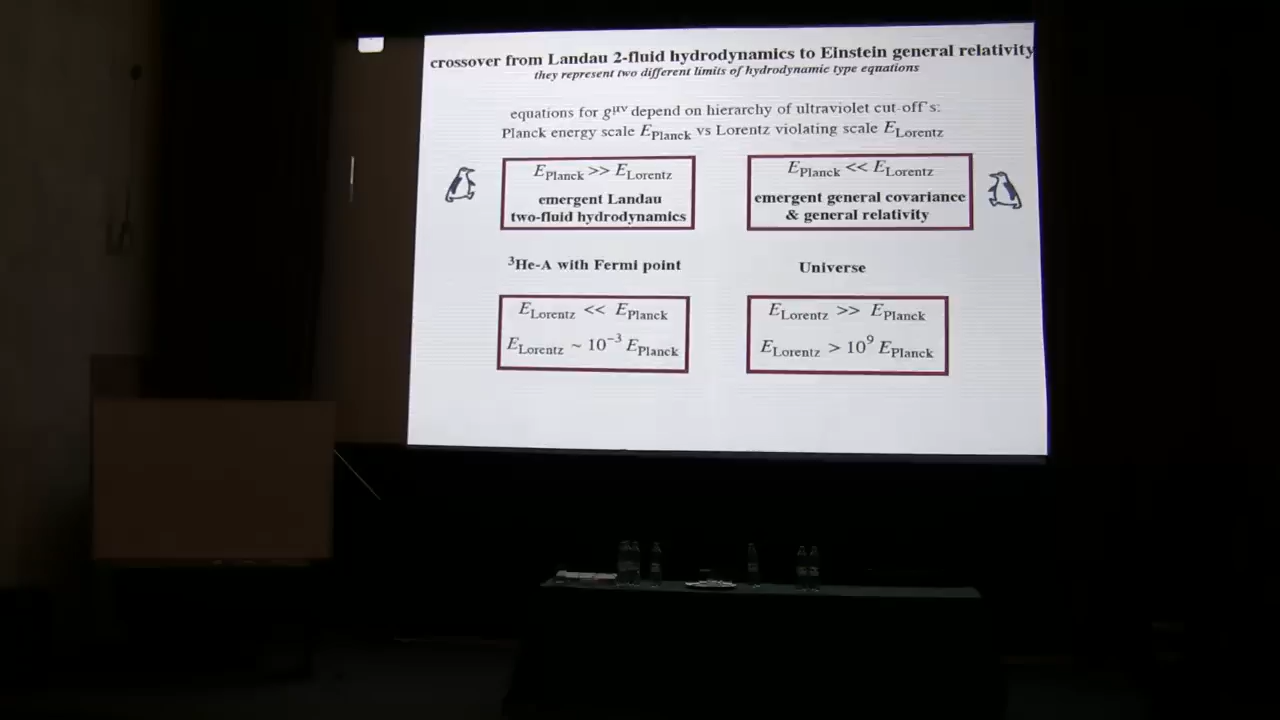 crossover from Landau 2-fluid hydrodynamics to Einstein general relativity
they represent two different limits of hydrodynamic type equations
equations for g^μν depend on hierarchy of ultraviolet cut-off's:
Planck energy scale E_Planck vs Lorentz violating scale E_Lorentz
E_Planck >> E_Lorentz
emergent Landau
two-fluid hydrodynamics
E_Planck << E_Lorentz
emergent general covariance
& general relativity
³He-A with Fermi point
Universe
E_Lorentz << E_Planck
E_Lorentz ~ 10⁻³ E_Planck
E_Lorentz >> E_Planck
E_Lorentz > 10⁹ E_Planck